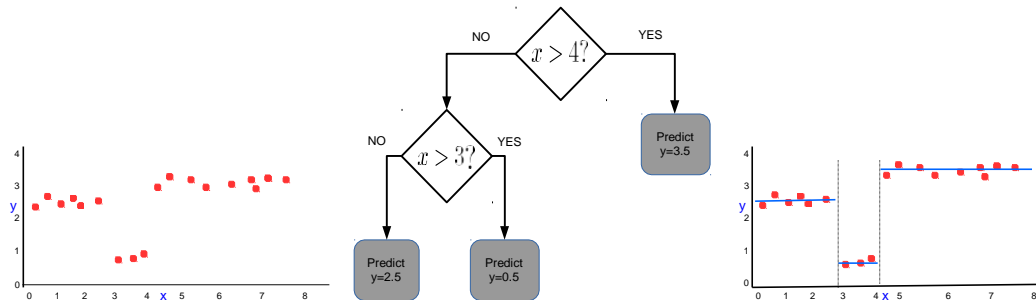 NO
YES
x > 4?
NO
YES
x > 3?
Predict
y=3.5
Predict
y=2.5
Predict
y=0.5
4
3
y
2
1
0
0 1 2 3 4 x 5 6 7 8
4
3
y
2
1
0
0 1 2 3 4 x 5 6 7 8